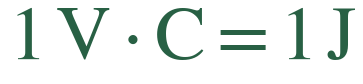 1 V · C = 1 J